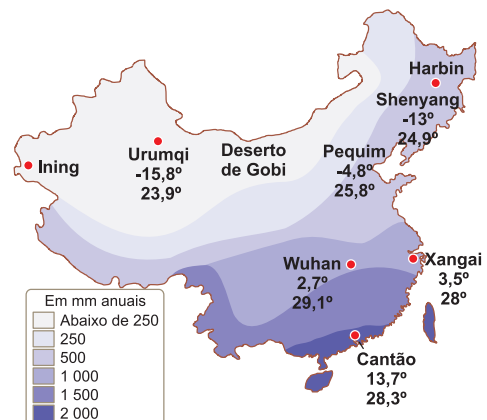 Harbin
Shenyang
-13º
24,9º
Urumqi
-15,8º
23,9º
Deserto
de Gobi
Pequim
-4,8º
25,8º
Ining
Wuhan
2,7º
29,1º
Xangai
3,5º
28º
Cantão
13,7º
28,3º
Em mm anuais
Abaixo de 250
250
500
1 000
1 500
2 000